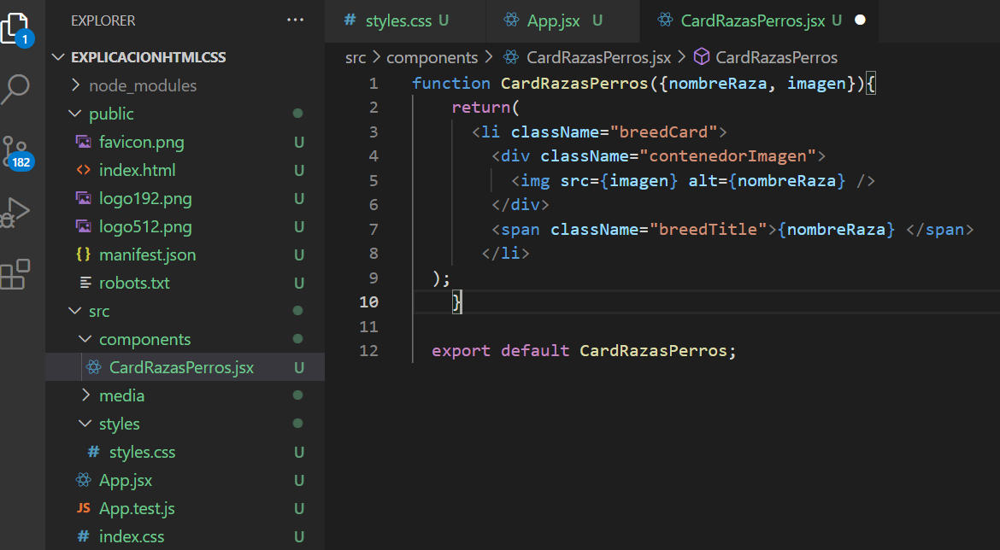 EXPLORER
EXPLICACIONHTMLCSS
node_modules
public
favicon.png U
index.html U
logo192.png U
logo512.png U
manifest.json U
robots.txt U
src
components
CardRazasPerros.jsx U
media
styles
styles.css U
App.jsx U
App.test.js U
index.css U
1
182
styles.css U App.jsx U CardRazasPerros.jsx U
src > components > CardRazasPerros.jsx > CardRazasPerros
1 function CardRazasPerros({nombreRaza, imagen}){
2 return(
3 <li className="breedCard">
4 <div className="contenedorImagen">
5 <img src={imagen} alt={nombreRaza} />
6 </div>
7 <span className="breedTitle">{nombreRaza} </span>
8 </li>
9 );
10 }
11
12 export default CardRazasPerros;